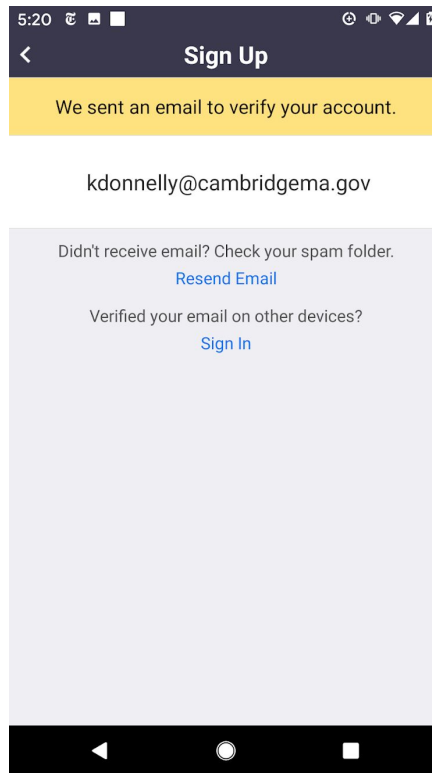 5:20
Sign Up
We sent an email to verify your account.
kdonnelly@cambridgema.gov
Didn't receive email? Check your spam folder.
Resend Email
Verified your email on other devices?
Sign In